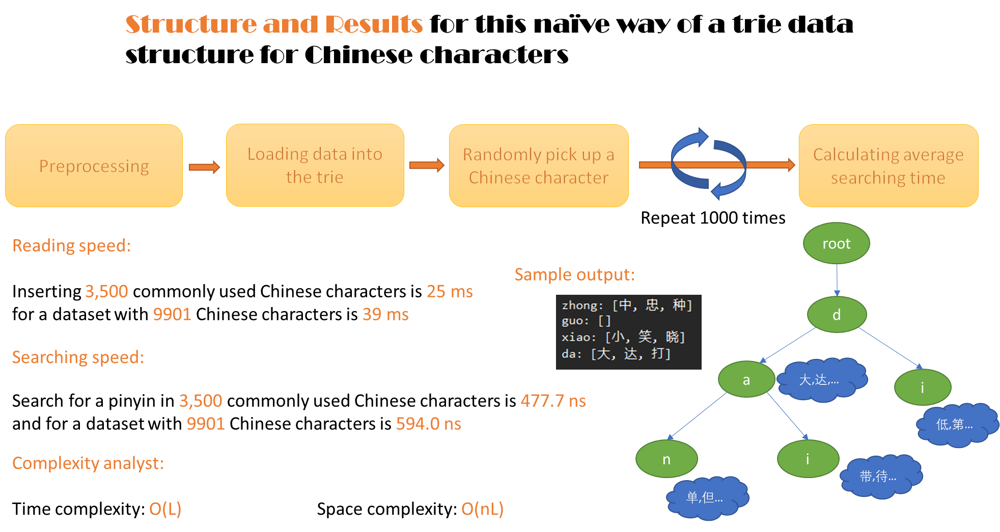 Structure and Results for this naïve way of a trie data
structure for Chinese characters
Preprocessing
Loading data into
the trie
Randomly pick up a
Chinese character
Repeat 1000 times
Calculating average
searching time
Reading speed:
Inserting 3,500 commonly used Chinese characters is 25 ms
for a dataset with 9901 Chinese characters is 39 ms
Searching speed:
Search for a pinyin in 3,500 commonly used Chinese characters is 477.7 ns
and for a dataset with 9901 Chinese characters is 594.0 ns
Complexity analyst:
Time complexity: O(L)
Space complexity: O(nL)
Sample output:
zhong: [中, 忠, 种]
guo: []
xiao: [小, 笑, 晓]
da: [大, 达, 打]
root
d
a
大,达,...
i
低,第...
n
单,但...
i
带,待...